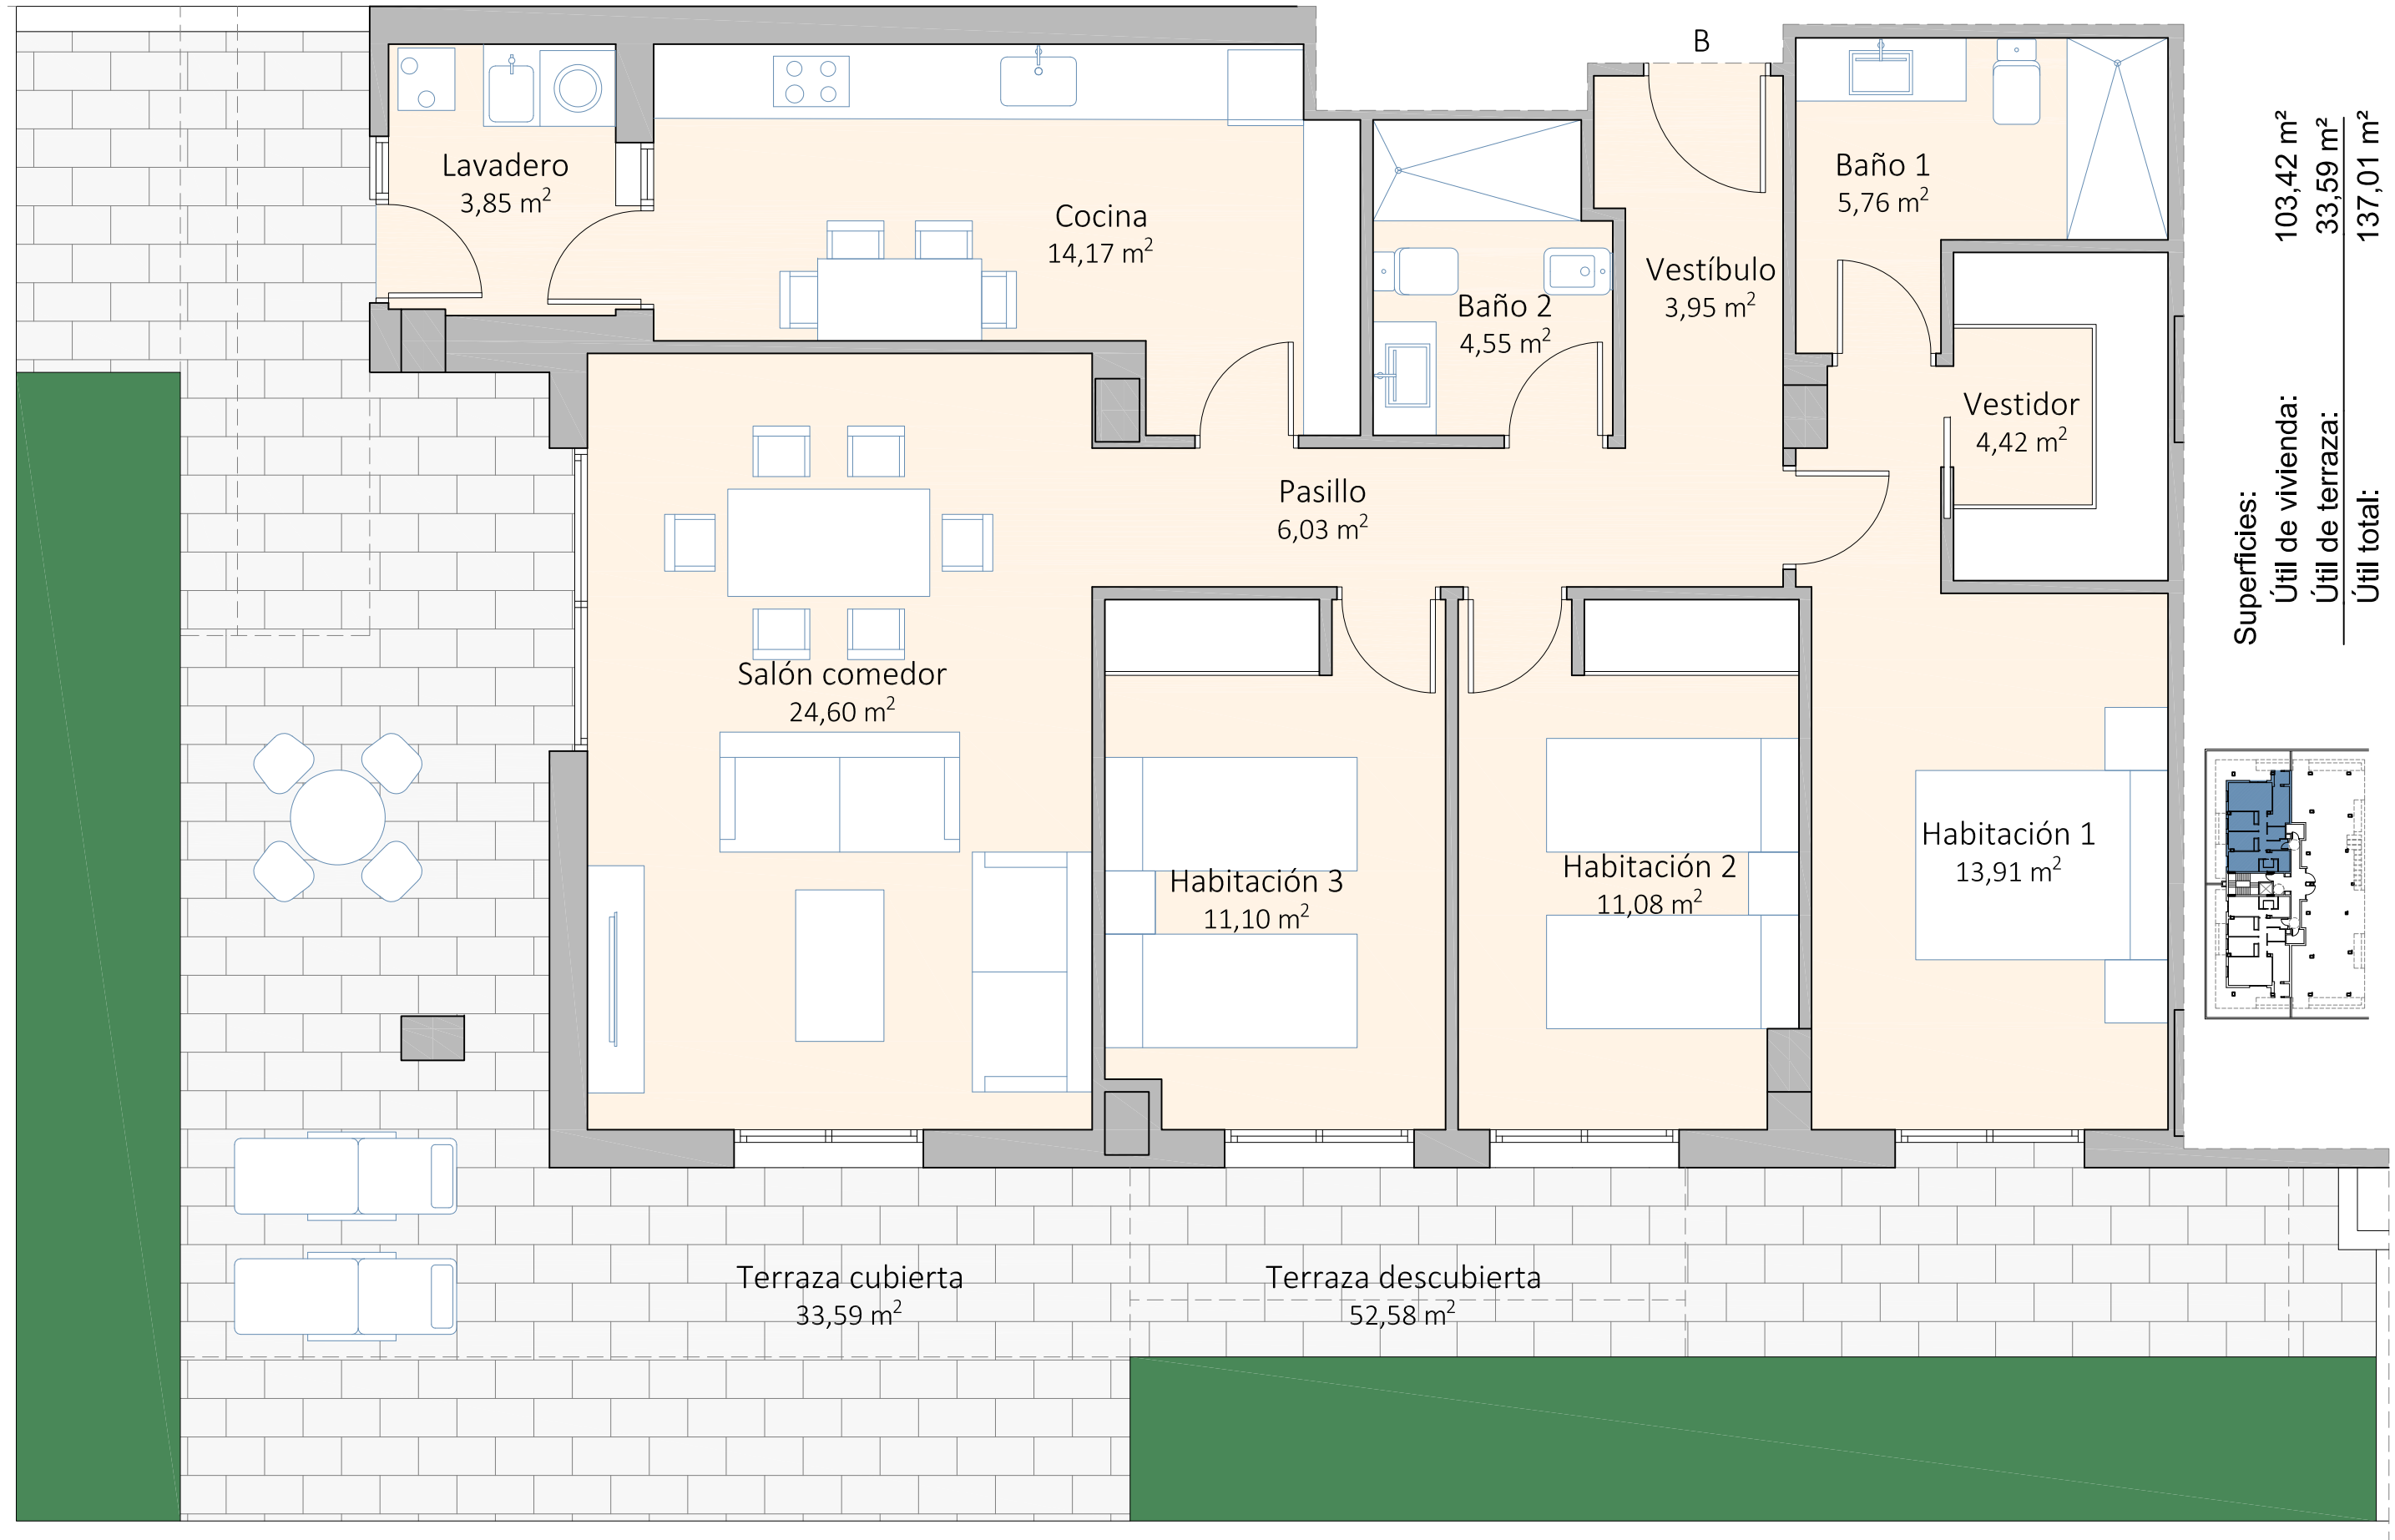 B
Lavadero
3,85 m²
Cocina
14,17 m²
Baño 2
4,55 m²
Vestíbulo
3,95 m²
Baño 1
5,76 m²
Vestidor
4,42 m²
Pasillo
6,03 m²
Salón comedor
24,60 m²
Habitación 3
11,10 m²
Habitación 2
11,08 m²
Habitación 1
13,91 m²
Terraza cubierta
33,59 m²
Terraza descubierta
52,58 m²
Superficies:
Útil de vivienda: 103,42 m²
Útil de terraza: 33,59 m²
Útil total: 137,01 m²